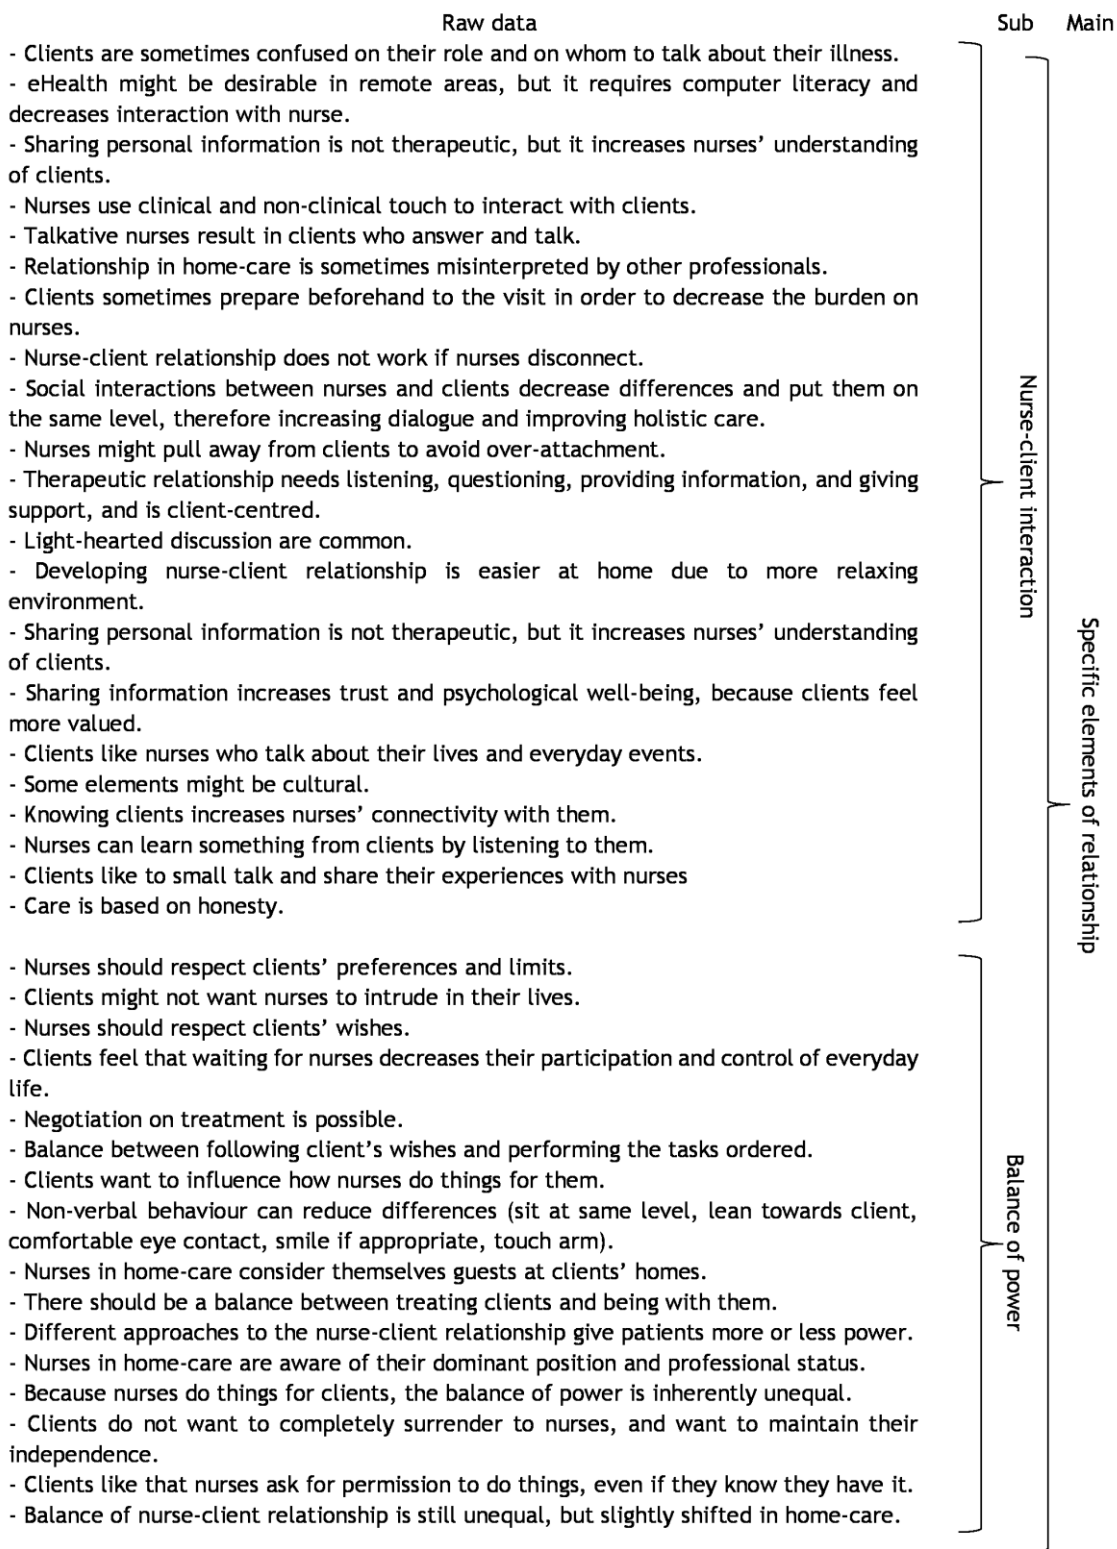 Raw data Sub Main
- Clients are sometimes confused on their role and on whom to talk about their illness.
- eHealth might be desirable in remote areas, but it requires computer literacy and
decreases interaction with nurse.
- Sharing personal information is not therapeutic, but it increases nurses’ understanding
of clients.
- Nurses use clinical and non-clinical touch to interact with clients.
- Talkative nurses result in clients who answer and talk.
- Relationship in home-care is sometimes misinterpreted by other professionals.
- Clients sometimes prepare beforehand to the visit in order to decrease the burden on
nurses.
- Nurse-client relationship does not work if nurses disconnect.
- Social interactions between nurses and clients decrease differences and put them on
the same level, therefore increasing dialogue and improving holistic care.
- Nurses might pull away from clients to avoid over-attachment.
- Therapeutic relationship needs listening, questioning, providing information, and giving
support, and is client-centred.
- Light-hearted discussion are common.
- Developing nurse-client relationship is easier at home due to more relaxing
environment.
- Sharing personal information is not therapeutic, but it increases nurses’ understanding
of clients.
- Sharing information increases trust and psychological well-being, because clients feel
more valued.
- Clients like nurses who talk about their lives and everyday events.
- Some elements might be cultural.
- Knowing clients increases nurses’ connectivity with them.
- Nurses can learn something from clients by listening to them.
- Clients like to small talk and share their experiences with nurses
- Care is based on honesty.
Nurse-client interaction
- Nurses should respect clients’ preferences and limits.
- Clients might not want nurses to intrude in their lives.
- Nurses should respect clients’ wishes.
- Clients feel that waiting for nurses decreases their participation and control of everyday
life.
- Negotiation on treatment is possible.
- Balance between following client’s wishes and performing the tasks ordered.
- Clients want to influence how nurses do things for them.
- Non-verbal behaviour can reduce differences (sit at same level, lean towards client,
comfortable eye contact, smile if appropriate, touch arm).
- Nurses in home-care consider themselves guests at clients’ homes.
- There should be a balance between treating clients and being with them.
- Different approaches to the nurse-client relationship give patients more or less power.
- Nurses in home-care are aware of their dominant position and professional status.
- Because nurses do things for clients, the balance of power is inherently unequal.
- Clients do not want to completely surrender to nurses, and want to maintain their
independence.
- Clients like that nurses ask for permission to do things, even if they know they have it.
- Balance of nurse-client relationship is still unequal, but slightly shifted in home-care.
Balance of power
Specific elements of relationship